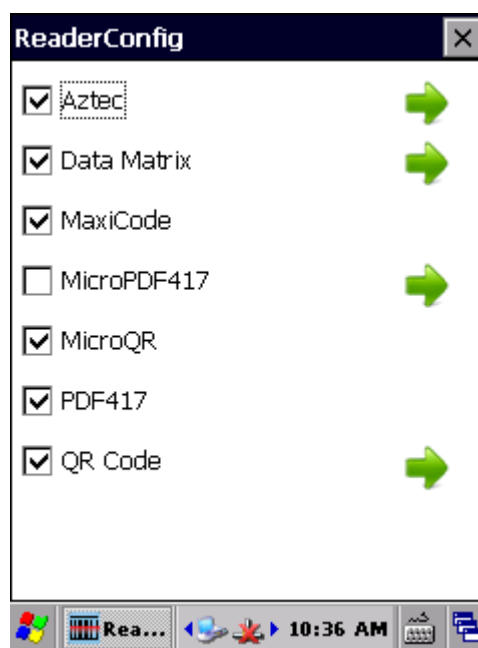 ReaderConfig
Aztec
Data Matrix
MaxiCode
MicroPDF417
MicroQR
PDF417
QR Code
Rea... 10:36 AM